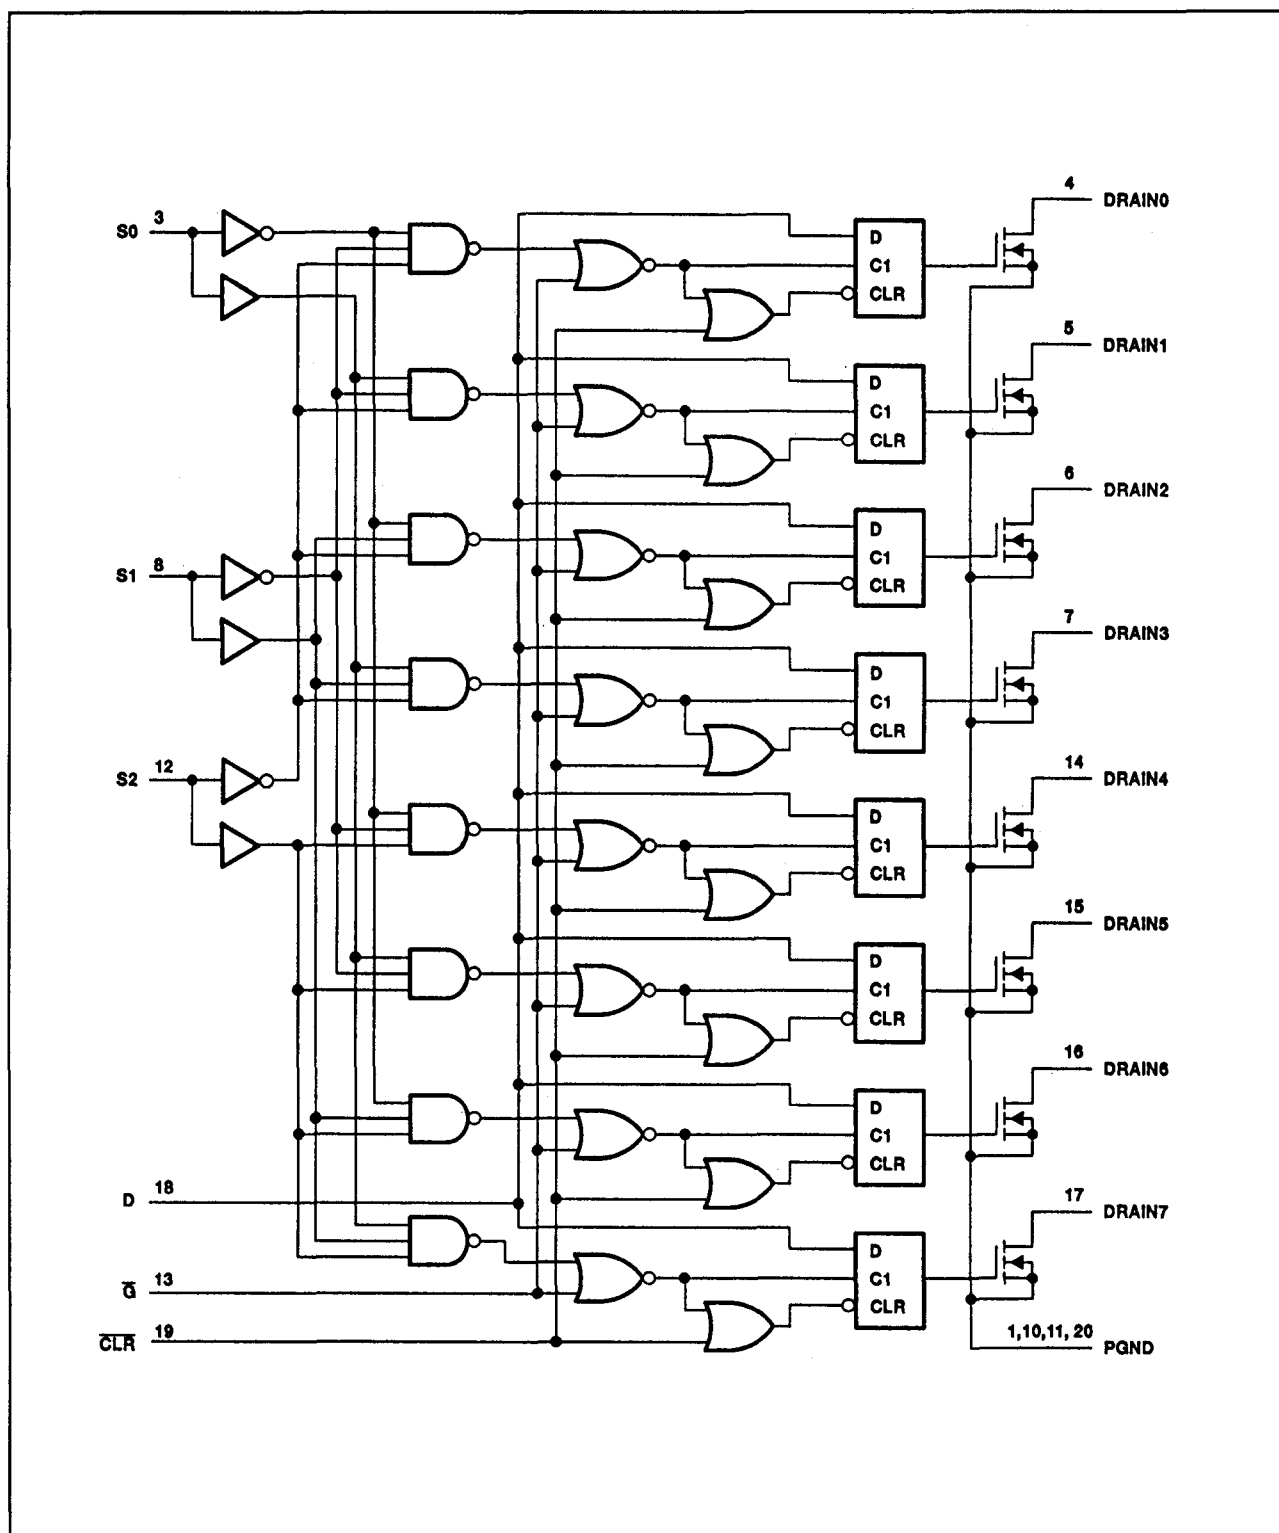 4
DRAIN0
S0 3
D
C1
CLR
5
DRAIN1
D
C1
CLR
6
DRAIN2
D
C1
CLR
S1 8
7
DRAIN3
D
C1
CLR
S2 12
14
DRAIN4
D
C1
CLR
15
DRAIN5
D
C1
CLR
16
DRAIN6
D
C1
CLR
D 18
17
DRAIN7
D
C1
CLR
G̅ 13
C̅L̅R̅ 19
1,10,11, 20
PGND